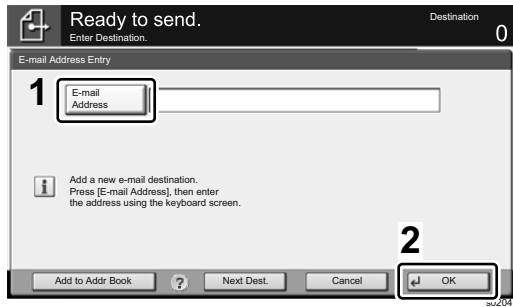 Ready to send.
Destination
Enter Destination.
0
E-mail Address Entry
1
E-mail
Address
Add a new e-mail destination.
Press [E-mail Address], then enter
the address using the keyboard screen.
2
Add to Addr Book
?
Next Dest.
Cancel
OK
s0204